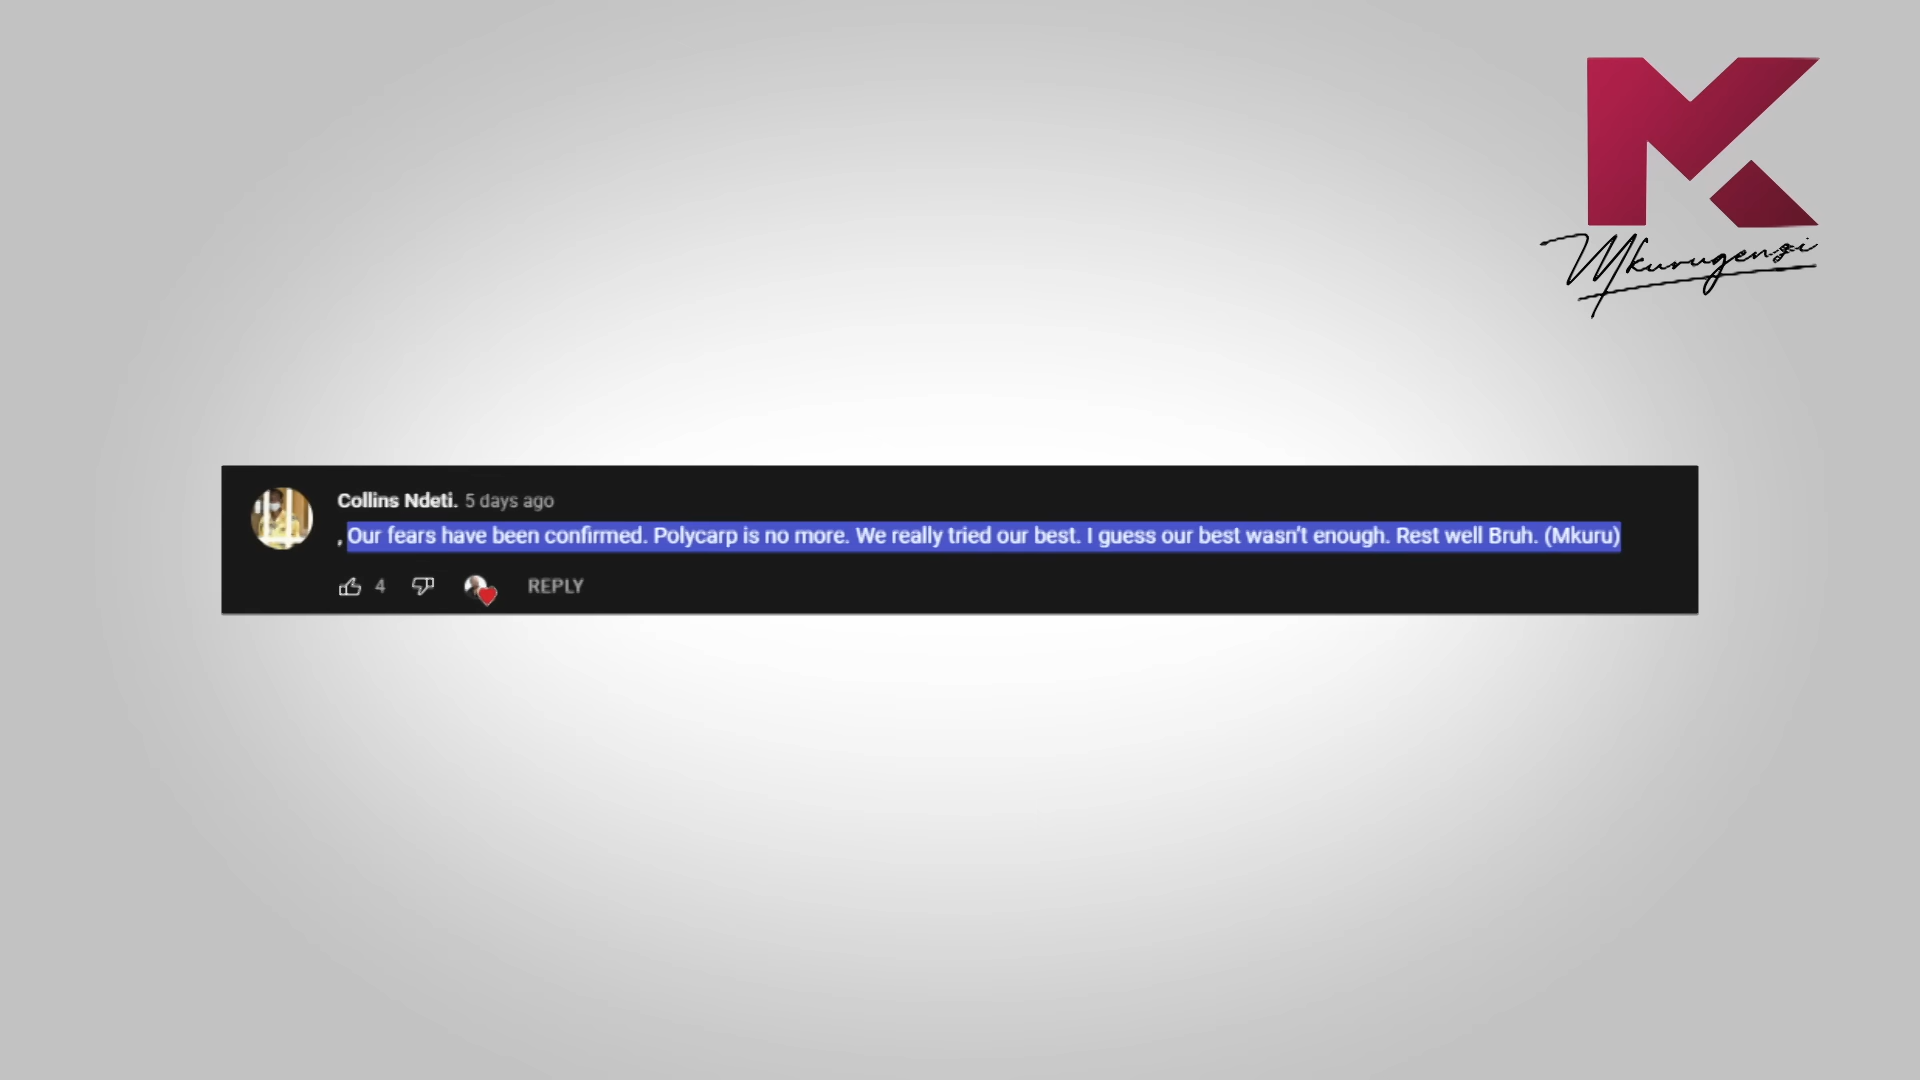 Mkurugenzi
Collins Ndeti. 5 days ago
, Our fears have been confirmed. Polycarp is no more. We really tried our best. I guess our best wasn't enough. Rest well Bruh. (Mkuru)
4 REPLY